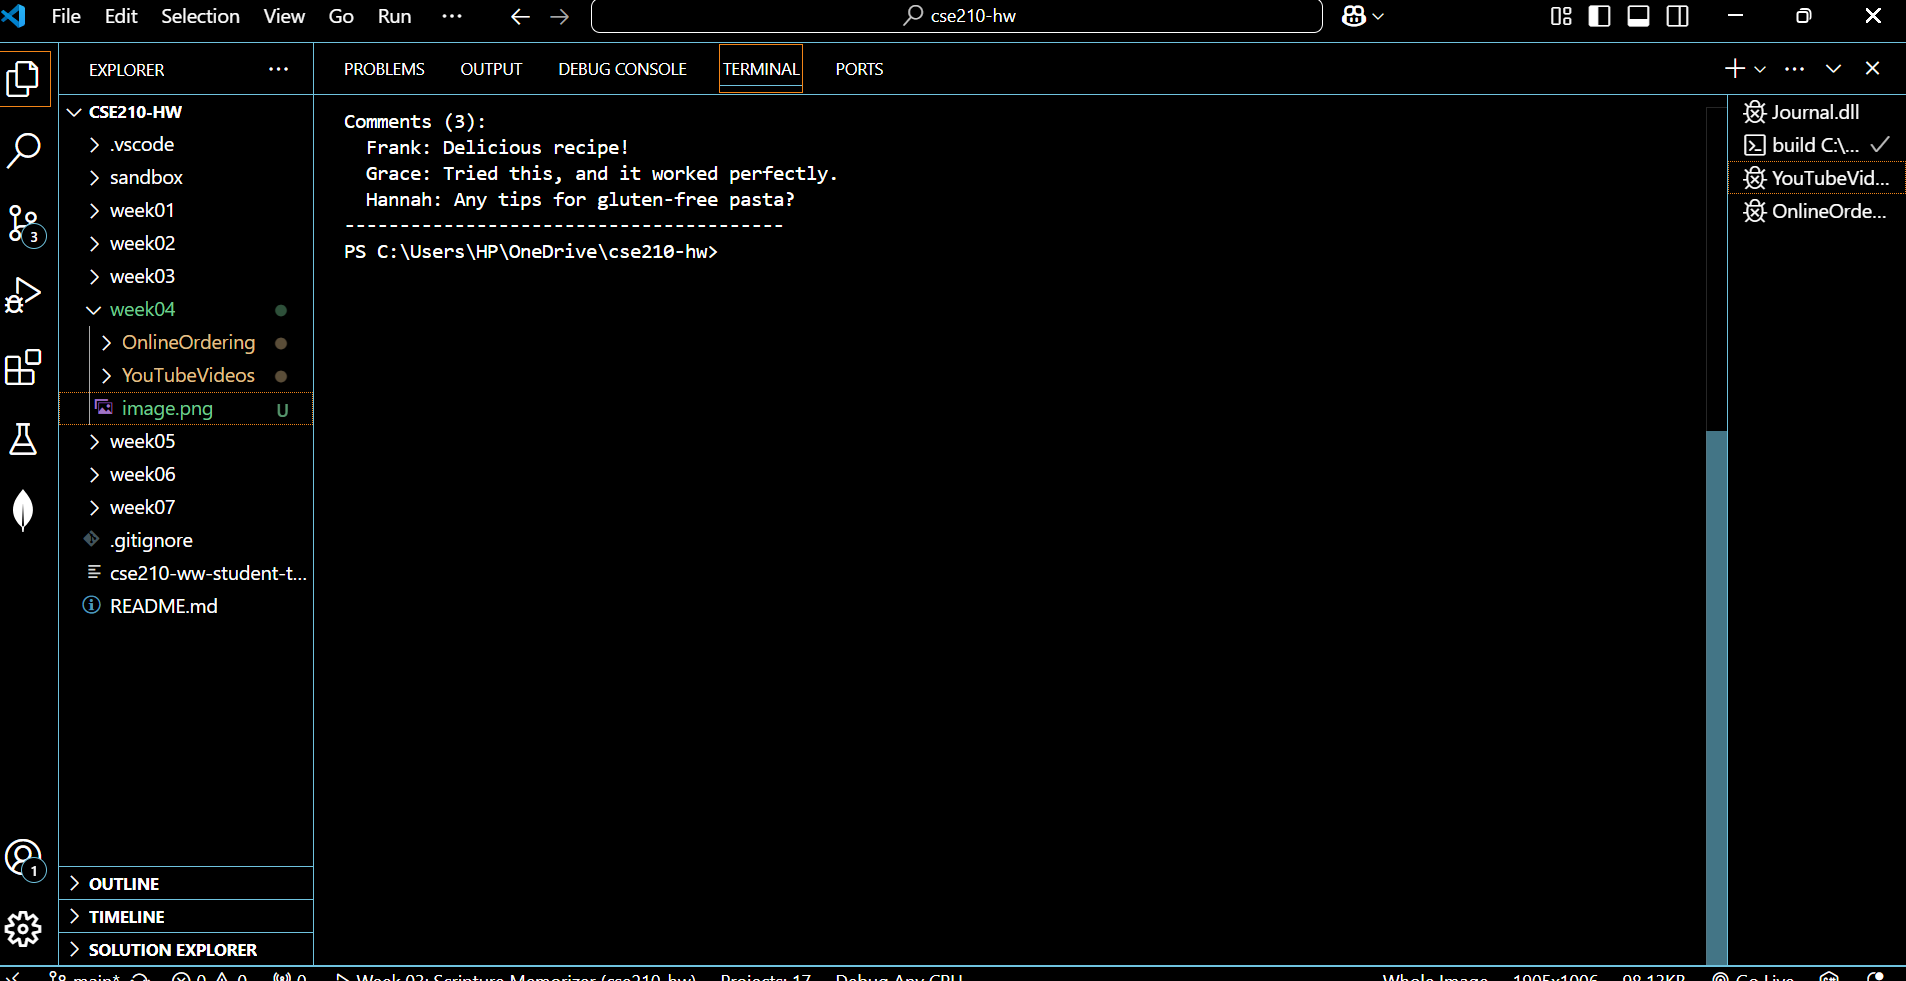 File Edit Selection View Go Run ··· cse210-hw
EXPLORER ···
PROBLEMS OUTPUT DEBUG CONSOLE TERMINAL PORTS
CSE210-HW
.vscode
sandbox
week01
week02
week03
week04
OnlineOrdering
YouTubeVideos
image.png U
week05
week06
week07
.gitignore
cse210-ww-student-t...
README.md
OUTLINE
TIMELINE
SOLUTION EXPLORER
3
1
Comments (3):
Frank: Delicious recipe!
Grace: Tried this, and it worked perfectly.
Hannah: Any tips for gluten-free pasta?
----------------------------------------
PS C:\Users\HP\OneDrive\cse210-hw>
Journal.dll
build C:\...
YouTubeVid...
OnlineOrde...
main* 0 0 0 Week 03: Scripture Memorizer (cse210-hw) Projects: 17 Debug Any CPU Whole Image 1905x1006 98.13KB Go Live